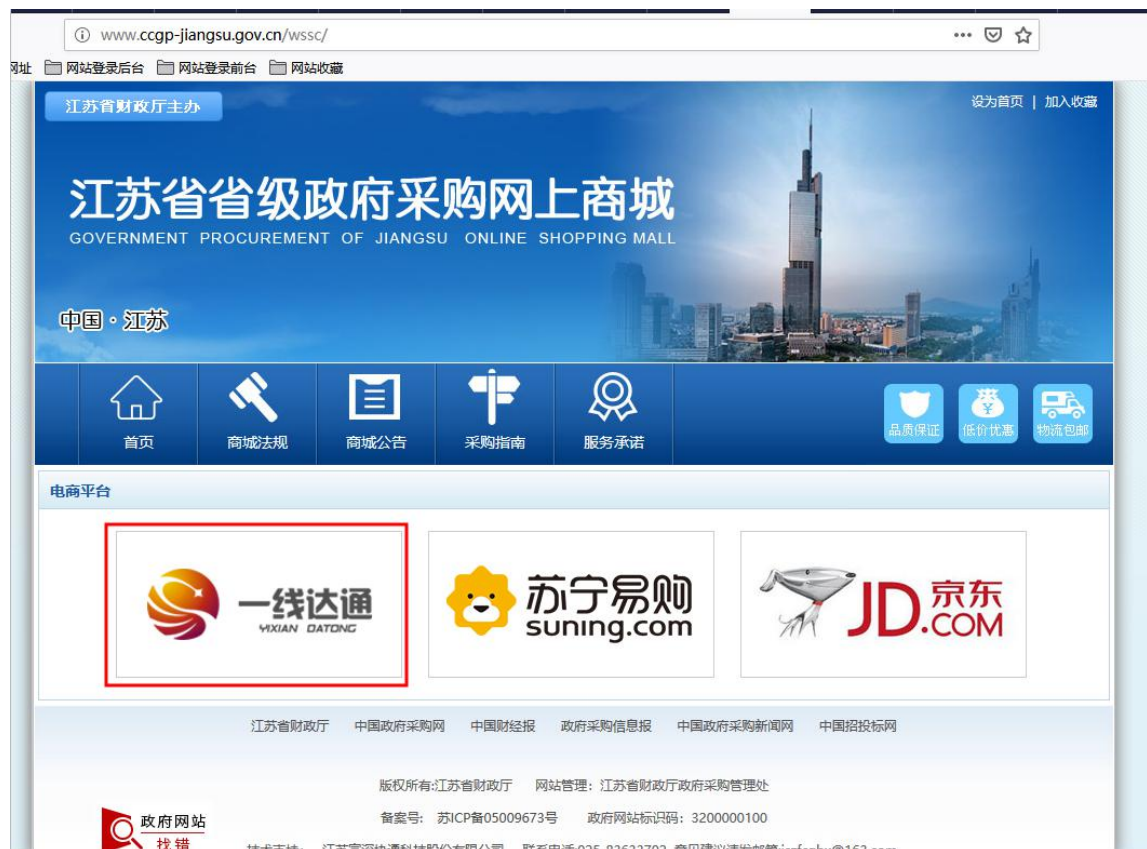 www.ccgp-jiangsu.gov.cn/wssc/
网址 网站登录后台 网站登录前台 网站收藏
江苏省财政厅主办
设为首页 | 加入收藏
江苏省省级政府采购网上商城
GOVERNMENT PROCUREMENT OF JIANGSU ONLINE SHOPPING MALL
中国·江苏
首页 商城法规 商城公告 采购指南 服务承诺 品质保证 低价优惠 物流包邮
电商平台
一线达通
YIXIAN DATONG
苏宁易购
suning.com
JD.京东
COM
江苏省财政厅 中国政府采购网 中国财经报 政府采购信息报 中国政府采购新闻网 中国招投标网
版权所有:江苏省财政厅 网站管理：江苏省财政厅政府采购管理处
备案号: 苏ICP备05009673号 政府网站标识码：3200000100
政府网站
找错